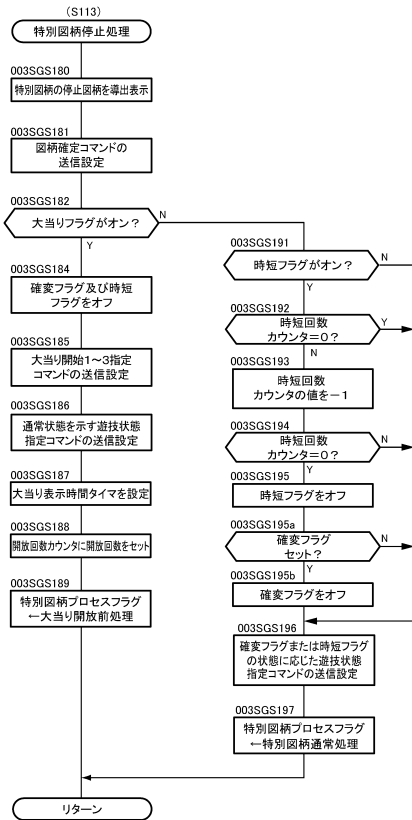 (S113)
特別図柄停止処理
003SGS180
特別図柄の停止図柄を導出表示
003SGS181
図柄確定コマンドの
送信設定
003SGS182
大当りフラグがオン？
N
Y
003SGS184
確変フラグ及び時短
フラグをオフ
003SGS185
大当り開始1～3指定
コマンドの送信設定
003SGS186
通常状態を示す遊技状態
指定コマンドの送信設定
003SGS187
大当り表示時間タイマを設定
003SGS188
開放回数カウンタに開放回数をセット
003SGS189
特別図柄プロセスフラグ
←大当り開放前処理
003SGS191
時短フラグがオン？
N
Y
003SGS192
時短回数
カウンタ＝0？
Y
N
003SGS193
時短回数
カウンタの値を－1
003SGS194
時短回数
カウンタ＝0？
N
Y
003SGS195
時短フラグをオフ
003SGS195a
確変フラグ
セット？
N
Y
003SGS195b
確変フラグをオフ
003SGS196
確変フラグまたは時短フラグ
の状態に応じた遊技状態
指定コマンドの送信設定
003SGS197
特別図柄プロセスフラグ
←特別図柄通常処理
リターン